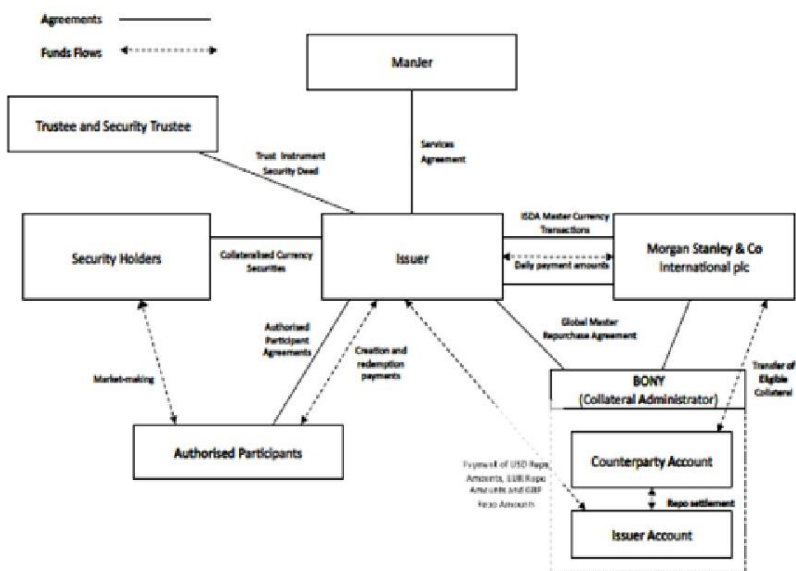 Agreements
Funds Flows
ManJer
Trustee and Security Trustee
Trust Instrument
Security Deed
Services
Agreement
Security Holders
Collateralised Currency
Securities
Issuer
ISDA Master Currency
Transactions
Daily payment amounts
Morgan Stanley & Co
International plc
Authorised
Participant
Agreements
Creation and
redemption
payments
Global Master
Repurchase Agreement
Market-making
Transfer of
Eligible
Collateral
BONY
(Collateral Administrator)
Authorised Participants
Payment of USD Repo
Amounts, EUR Repo
Amounts and GBP
Repo Amounts
Counterparty Account
Repo settlement
Issuer Account